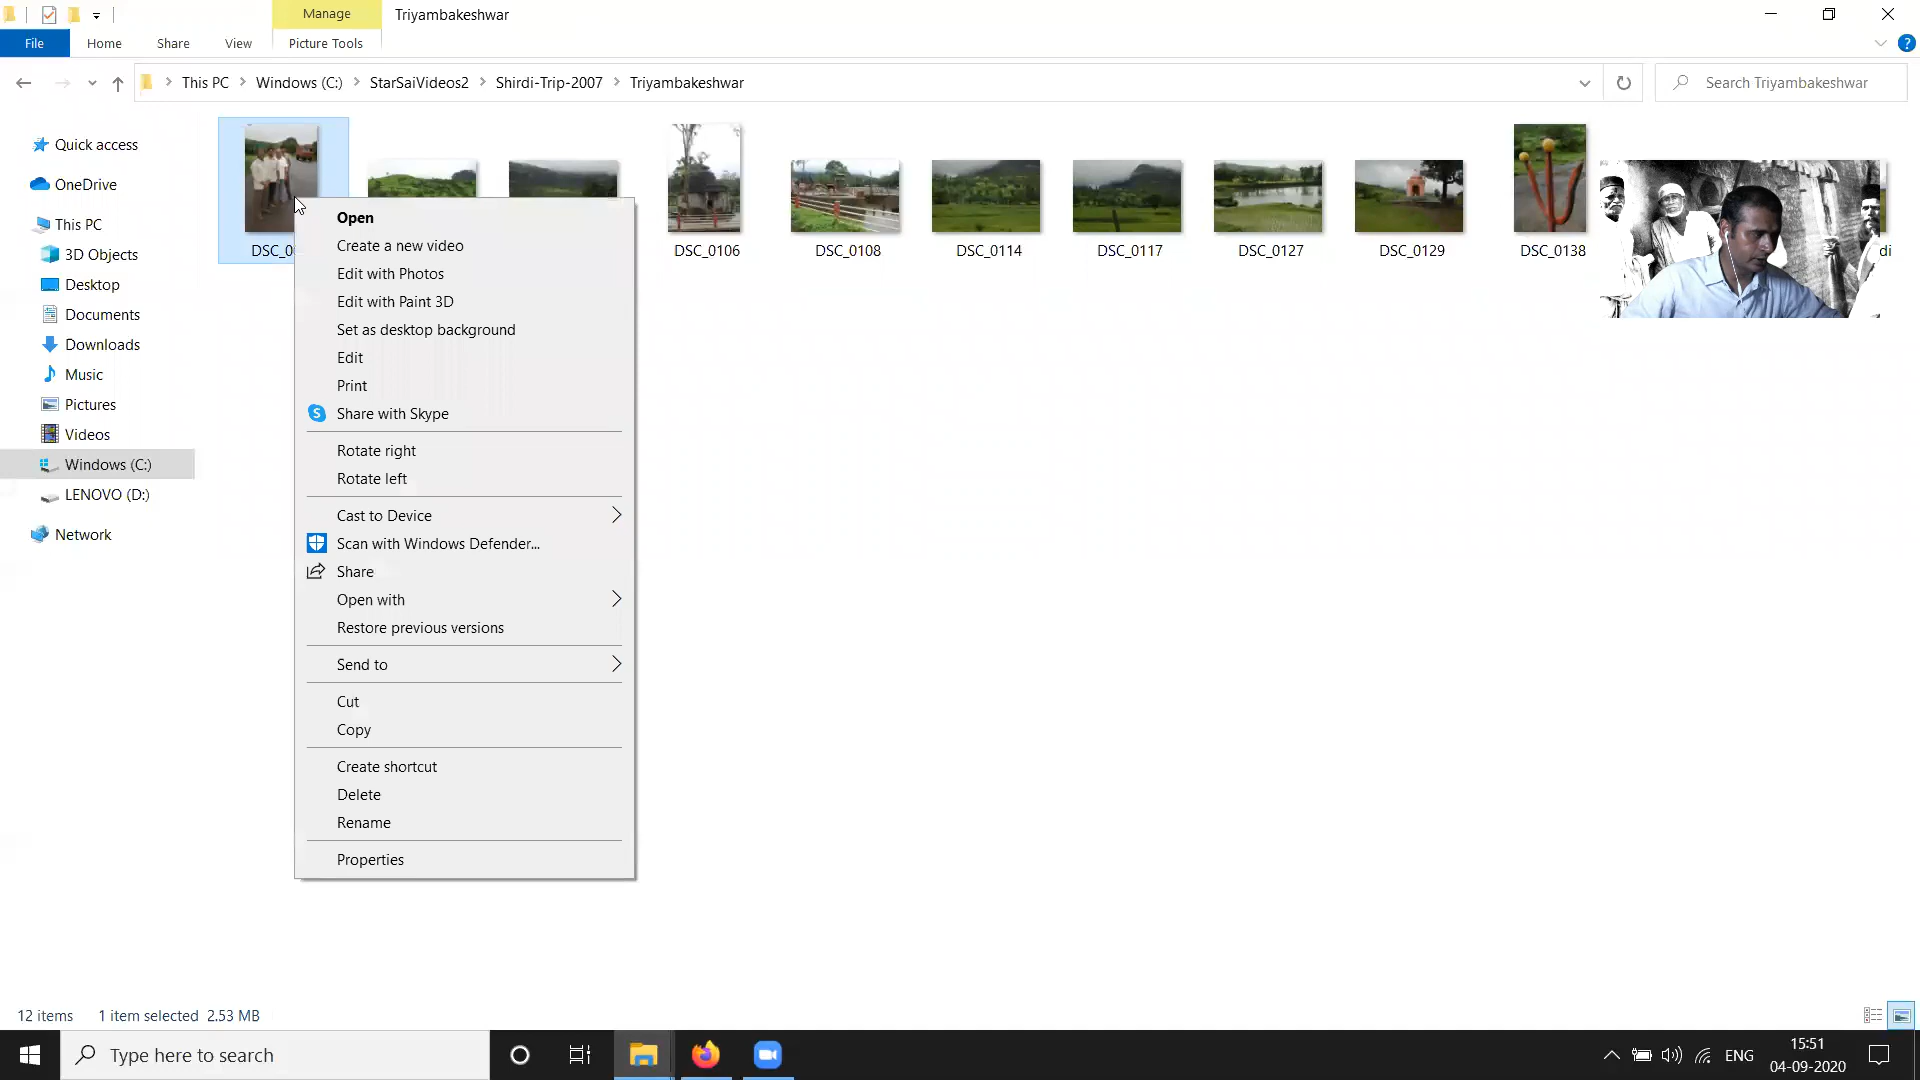 Manage
Triyambakeshwar
File
Home
Share
View
Picture Tools
This PC
Windows (C:)
StarSaiVideos2
Shirdi-Trip-2007
Triyambakeshwar
Search Triyambakeshwar
Quick access
OneDrive
This PC
3D Objects
Desktop
Documents
Downloads
Music
Pictures
Videos
Windows (C:)
LENOVO (D:)
Network
DSC_0106
DSC_0108
DSC_0114
DSC_0117
DSC_0127
DSC_0129
DSC_0138
di
Open
Create a new video
Edit with Photos
Edit with Paint 3D
Set as desktop background
Edit
Print
Share with Skype
Rotate right
Rotate left
Cast to Device
Scan with Windows Defender...
Share
Open with
Restore previous versions
Send to
Cut
Copy
Create shortcut
Delete
Rename
Properties
12 items
1 item selected 2.53 MB
Type here to search
ENG
15:51
04-09-2020